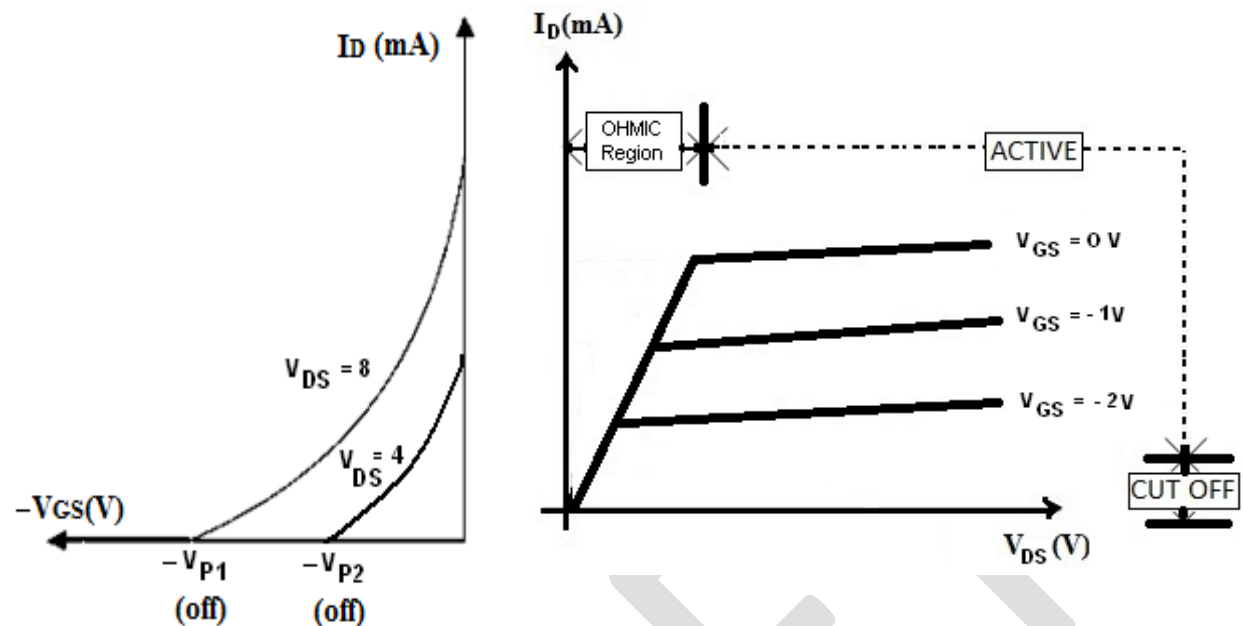 ID (mA)
VDS = 8
VDS = 4
–VGS(V)
–VP1
(off)
–VP2
(off)
ID(mA)
OHMIC
Region
ACTIVE
VGS = 0 V
VGS = - 1V
VGS = - 2V
CUT OFF
VDS (V)